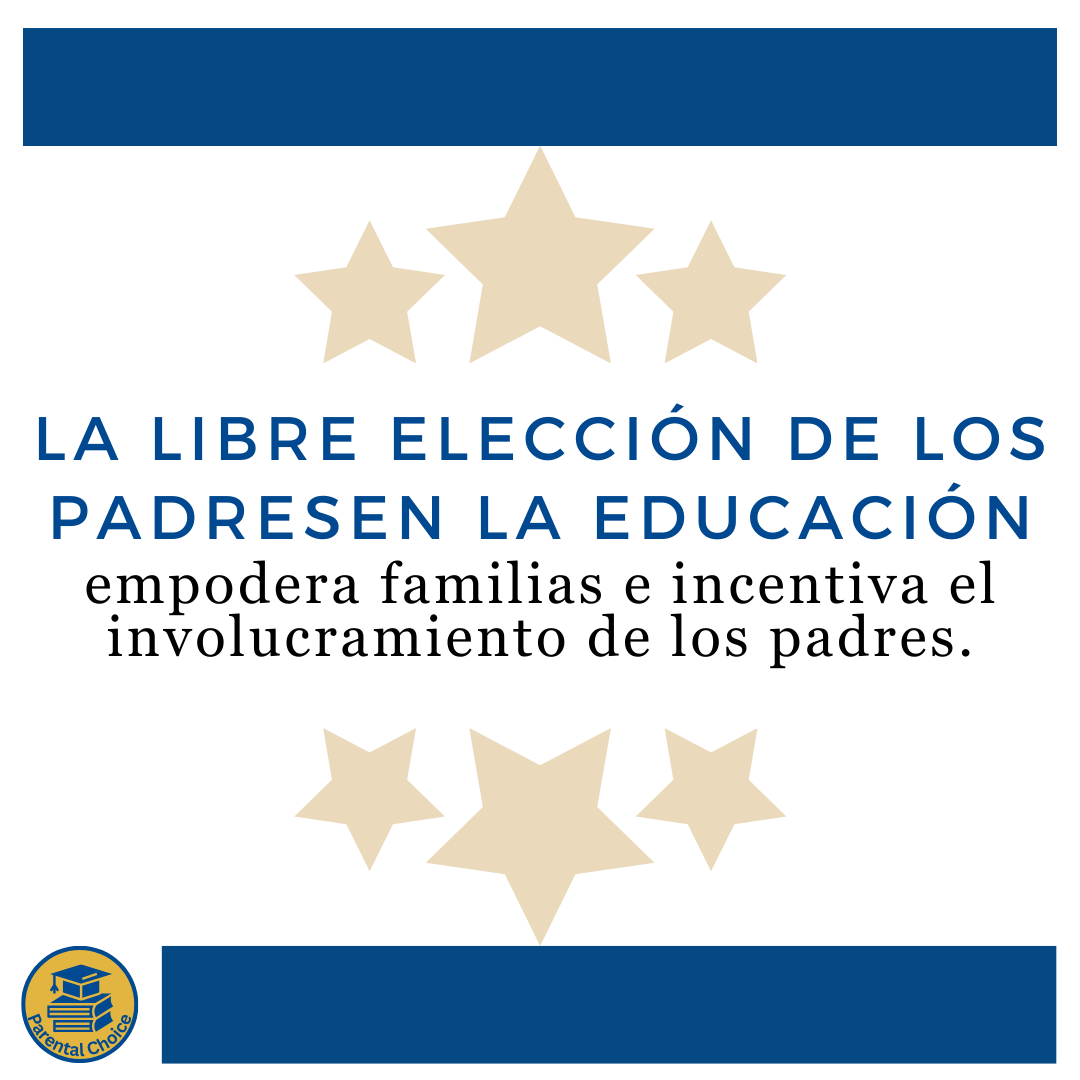 LA LIBRE ELECCIÓN DE LOS
PADRESEN LA EDUCACIÓN
empodera familias e incentiva el
involucramiento de los padres.
Parental Choice